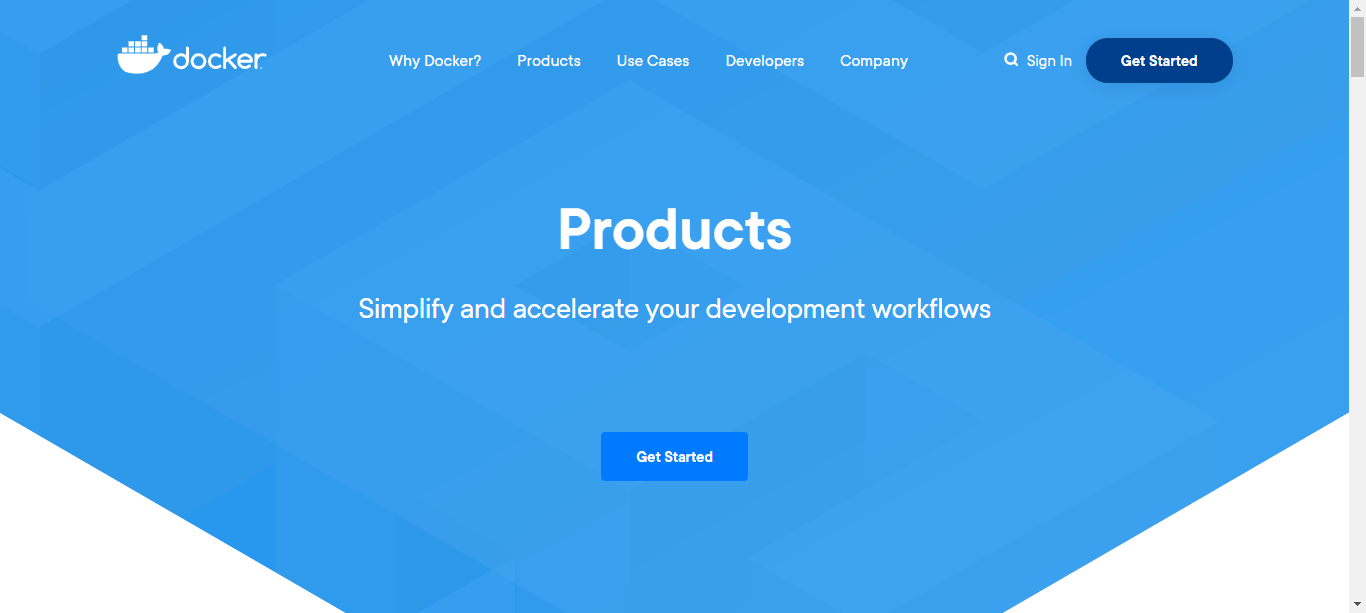 docker
Why Docker? Products Use Cases Developers Company Sign In Get Started
Products
Simplify and accelerate your development workflows
Get Started